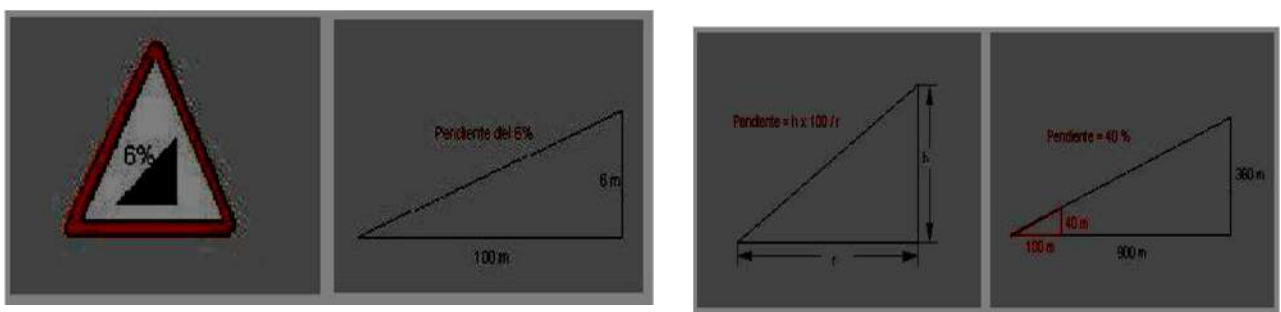 6%
Pendiente del 6%
6 m
100 m
Pendiente = h x 100 / r
h
r
Pendiente = 40 %
360 m
40 m
100 m
900 m